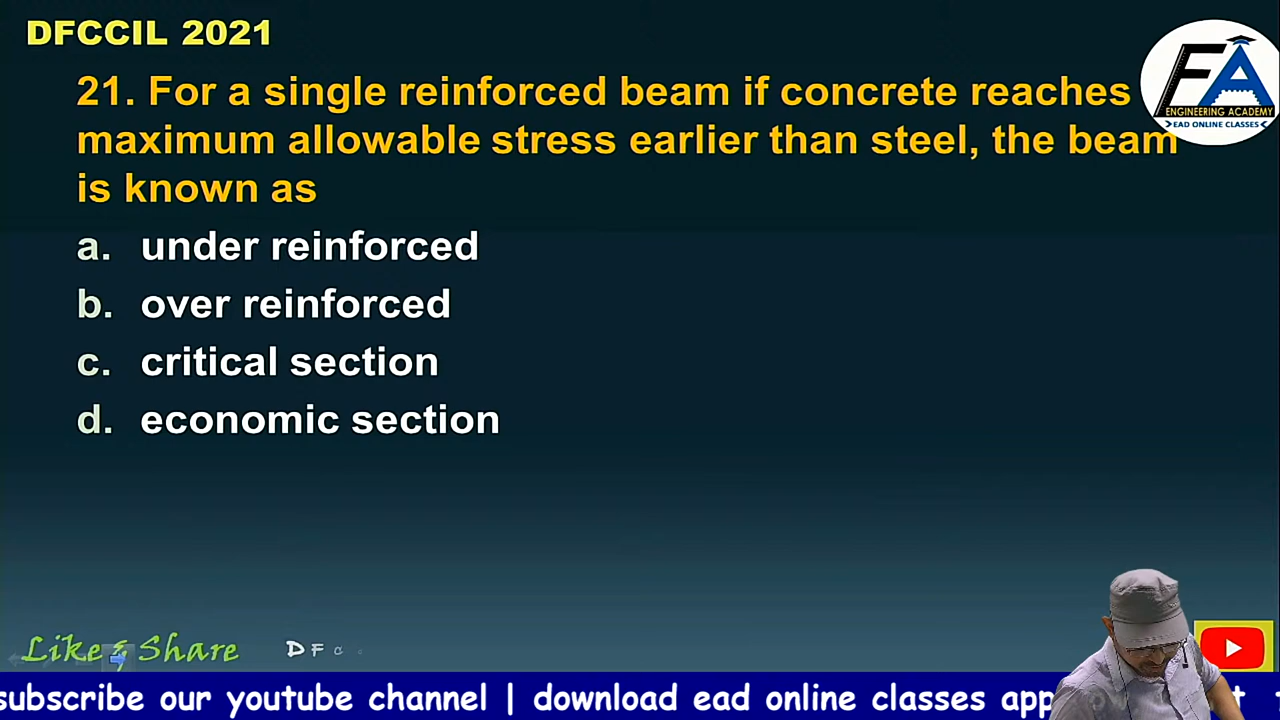 DFCCIL 2021
21. For a single reinforced beam if concrete reaches
maximum allowable stress earlier than steel, the beam
is known as
a. under reinforced
b. over reinforced
c. critical section
d. economic section
EA
ENGINEERING ACADEMY
EAD ONLINE CLASSES
Like & Share
D F C
subscribe our youtube channel | download ead online classes app